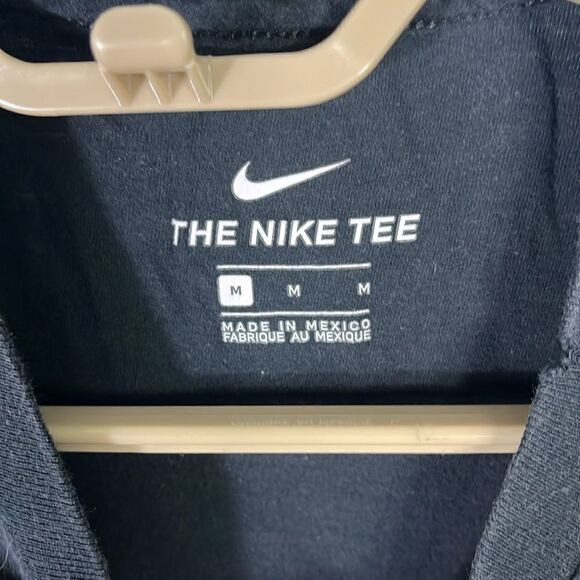 THE NIKE TEE
M M M
MADE IN MEXICO
FABRIQUE AU MEXIQUE